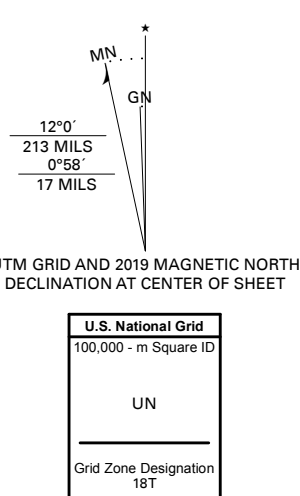 ★
MN
GN
12°0´
213 MILS
0°58´
17 MILS
UTM GRID AND 2019 MAGNETIC NORTH
DECLINATION AT CENTER OF SHEET
U.S. National Grid
100,000 - m Square ID
UN
Grid Zone Designation
18T